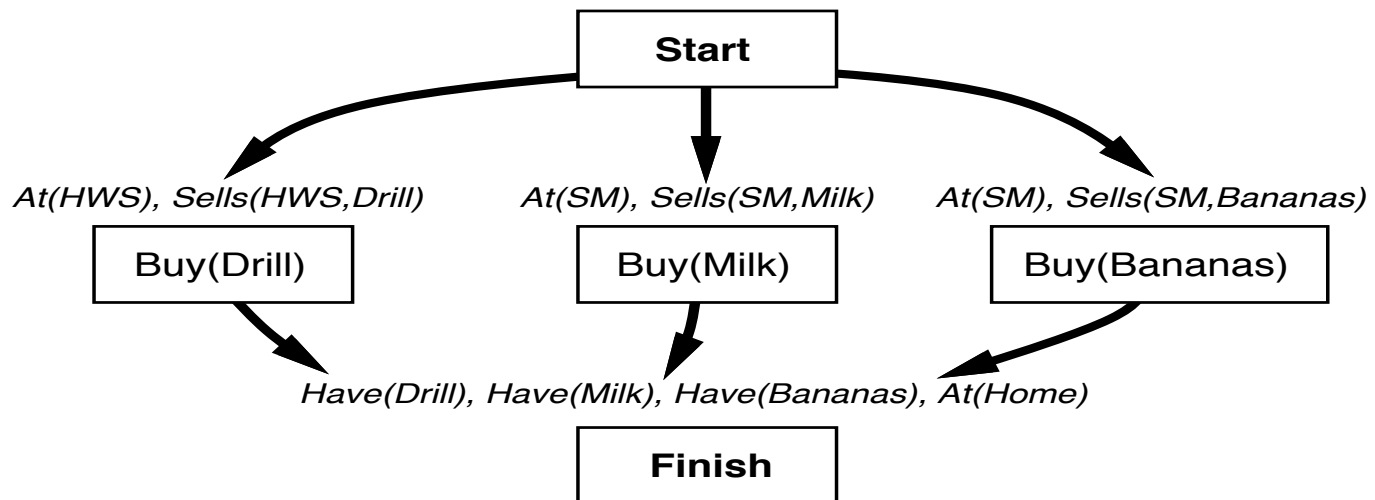 Start
At(HWS), Sells(HWS,Drill) At(SM), Sells(SM,Milk) At(SM), Sells(SM,Bananas)
Buy(Drill) Buy(Milk) Buy(Bananas)
Have(Drill), Have(Milk), Have(Bananas), At(Home)
Finish